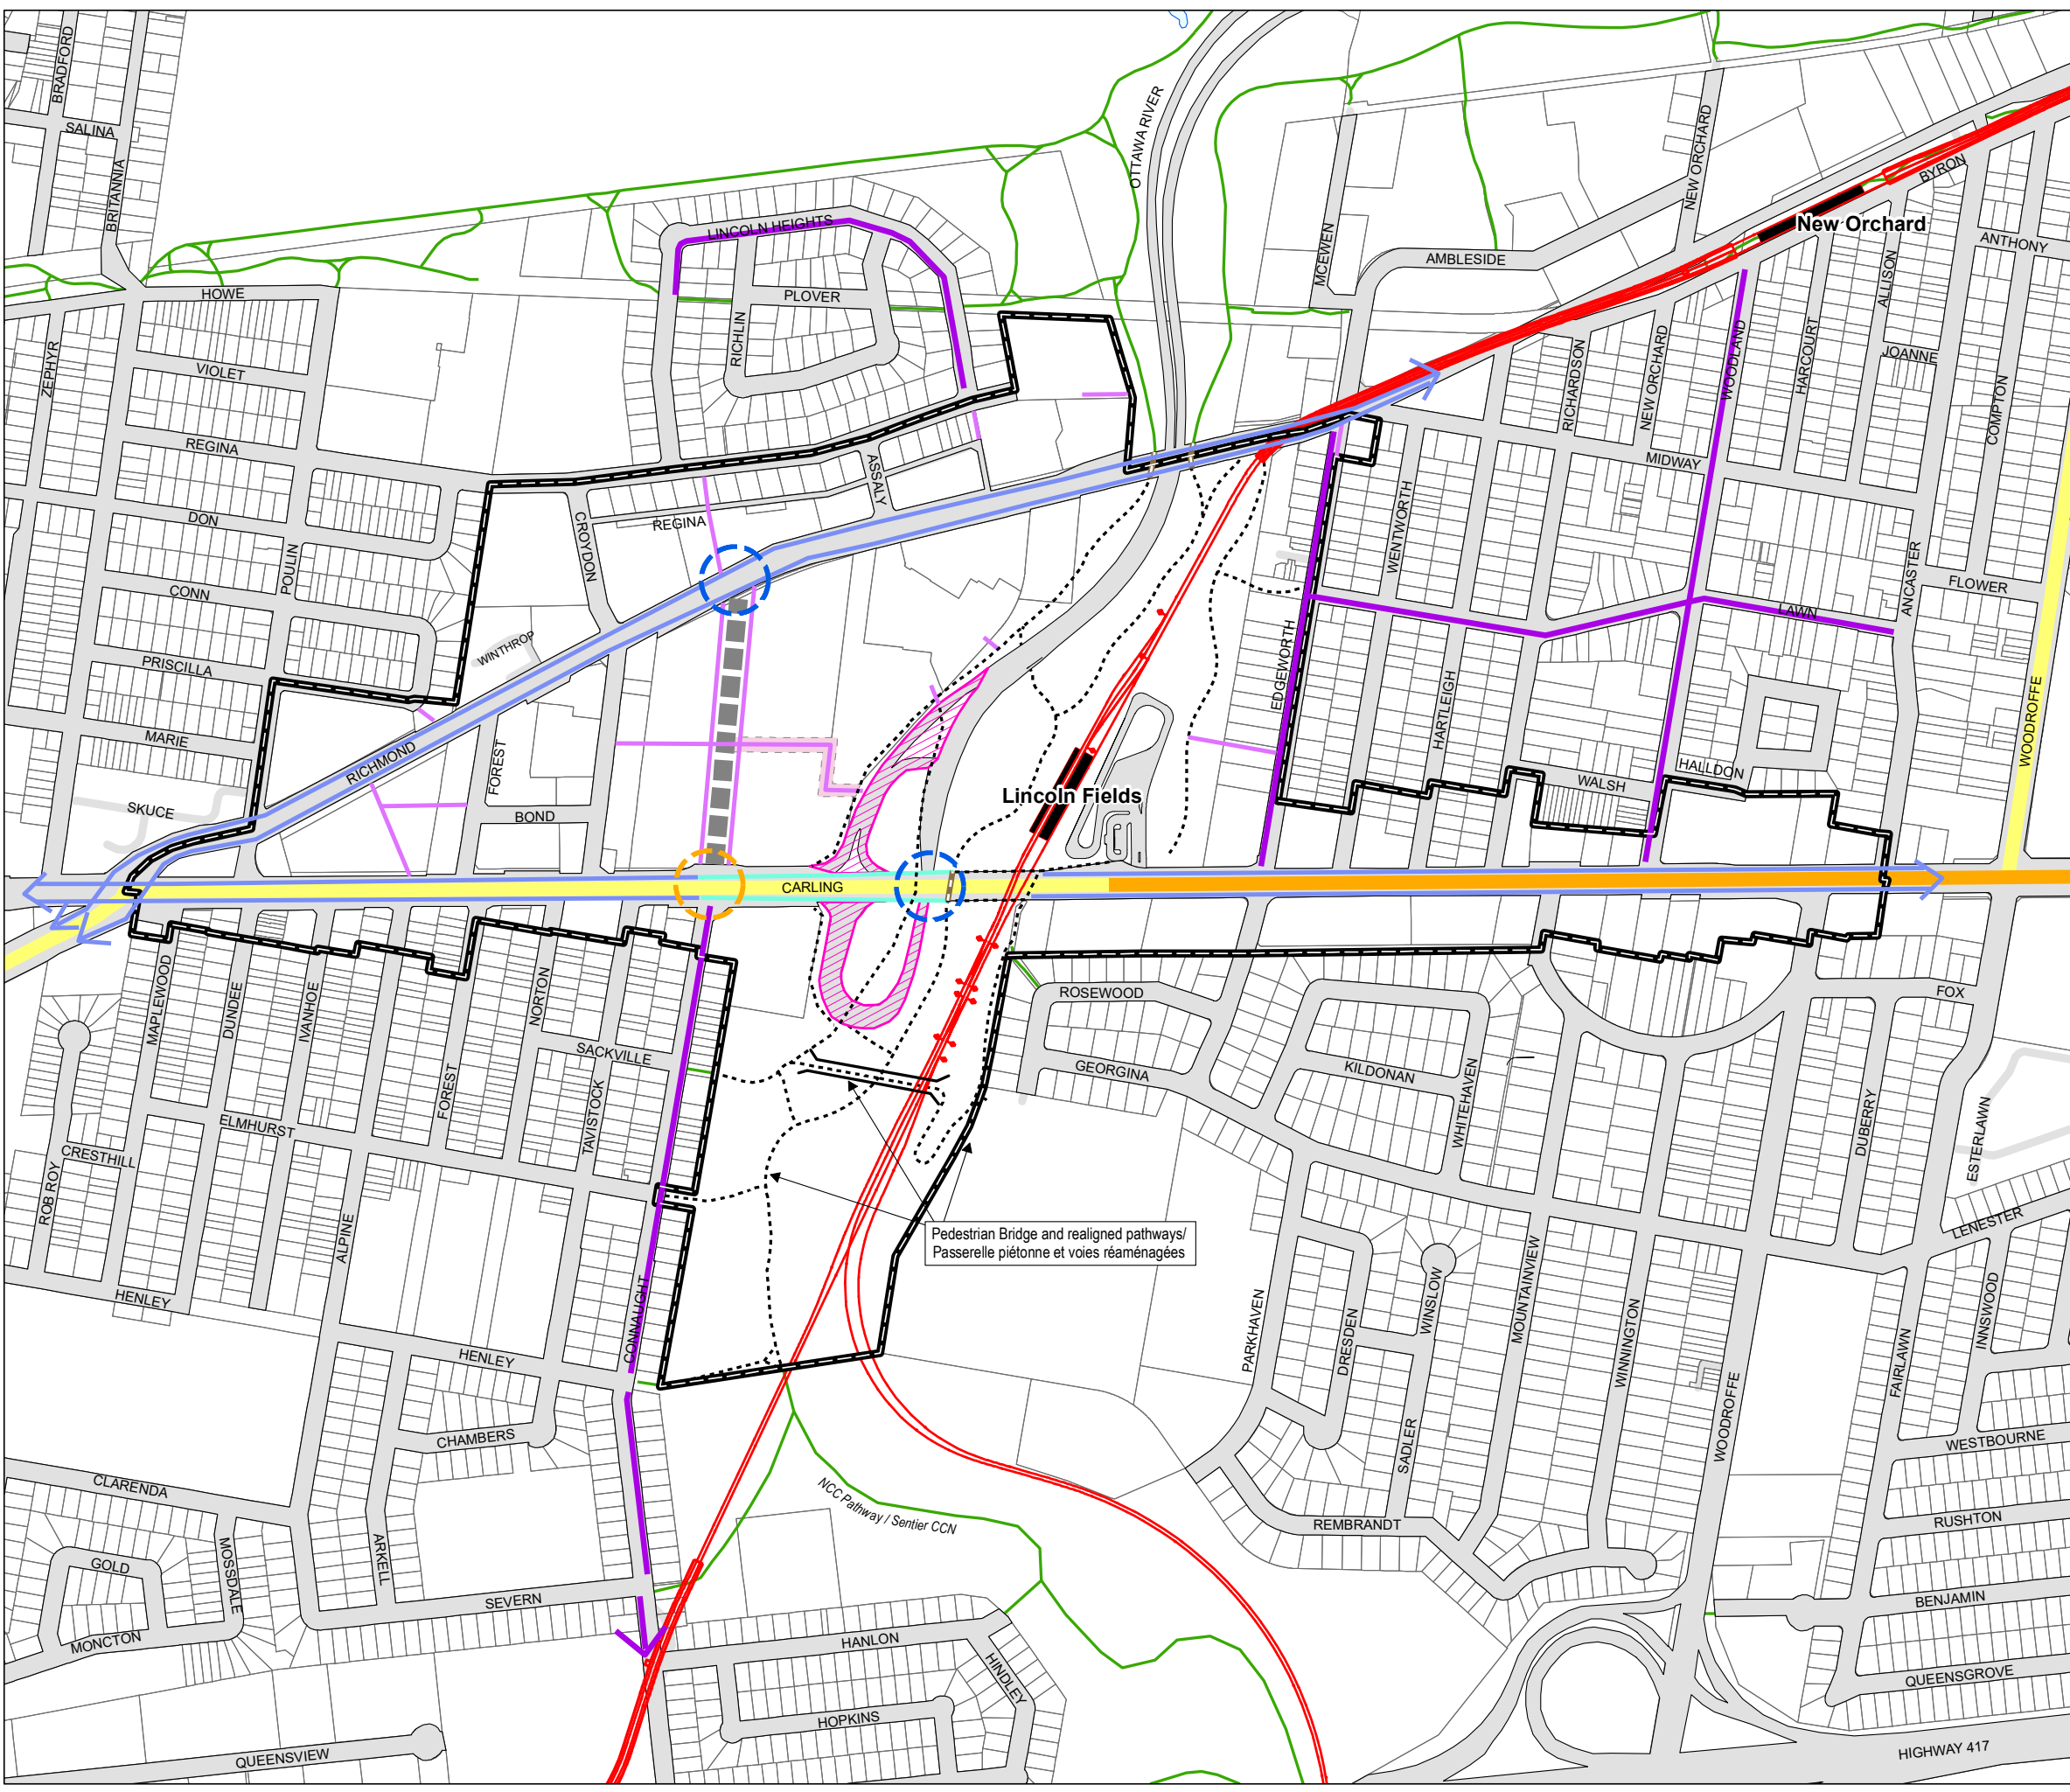 BRADFORD
SALINA
BRITANNIA
OTTAWA RIVER
NEW ORCHARD
BYRON
New Orchard
LINCOLN HEIGHTS
MCEWEN
AMBLESIDE
ANTHONY
ALLISON
HOWE
PLOVER
RICHLIN
ZEPHYR
VIOLET
RICHARDSON
NEW ORCHARD
WOODLAND
HARCOURT
JOANNE
COMPTON
REGINA
MIDWAY
ASSALY
DON
REGINA
CROYDON
WENTWORTH
POULIN
CONN
ANCASTER
FLOWER
LAWN
WINTHROP
PRISCILLA
EDGEWORTH
HARTLEIGH
WOODROFFE
MARIE
RICHMOND
FOREST
HALLDON
WALSH
Lincoln Fields
SKUCE
BOND
CARLING
MAPLEWOOD
DUNDEE
IVANHOE
NORTON
ROSEWOOD
FOX
SACKVILLE
GEORGINA
KILDONAN
WHITEHAVEN
FOREST
TAVISTOCK
DUBERRY
ESTERLAWN
ELMHURST
CRESTHILL
ROB ROY
ALPINE
LENESTER
Pedestrian Bridge and realigned pathways/
Passerelle piétonne et voies réaménagées
HENLEY
CONNAUGHT
PARKHAVEN
DRESDEN
WINSLOW
MOUNTAINVIEW
WINNINGTON
INNSWOOD
FAIRLAWN
HENLEY
WOODROFFE
CHAMBERS
SADLER
WESTBOURNE
CLARENDA
NCC Pathway / Sentier CCN
REMBRANDT
RUSHTON
GOLD
MOSSDALE
ARKELL
SEVERN
BENJAMIN
MONCTON
HANLON
HINDLEY
QUEENSGROVE
HOPKINS
QUEENSVIEW
HIGHWAY 417